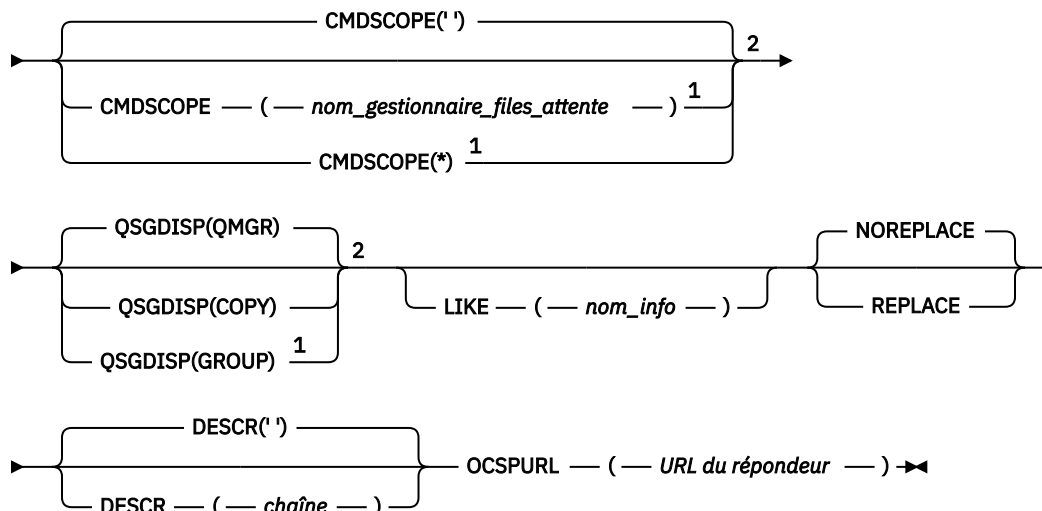 CMDSCOPE(' ')
2
CMDSCOPE ( nom_gestionnaire_files_attente ) 1
CMDSCOPE(*) 1
QSGDISP(QMGR) 2
QSGDISP(COPY)
QSGDISP(GROUP) 1
LIKE ( nom_info )
NOREPLACE
REPLACE
DESCR(' ')
DESCR ( chaîne )
OCSPURL ( URL du répondeur )